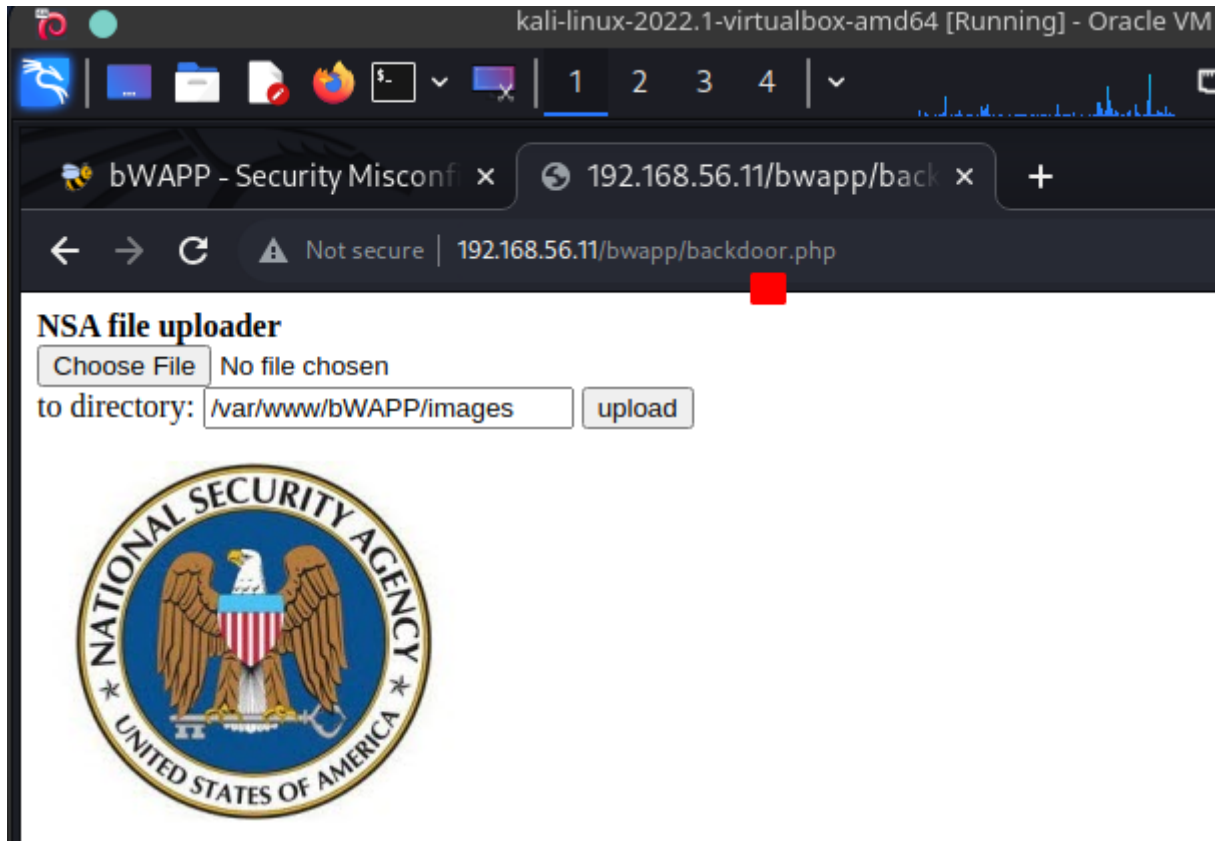 kali-linux-2022.1-virtualbox-amd64 [Running] - Oracle VM
1 2 3 4
bWAPP - Security Misconfi 192.168.56.11/bwapp/back
Not secure 192.168.56.11/bwapp/backdoor.php
NSA file uploader
Choose File No file chosen
to directory: /var/www/bWAPP/images upload
NATIONAL SECURITY AGENCY
UNITED STATES OF AMERICA